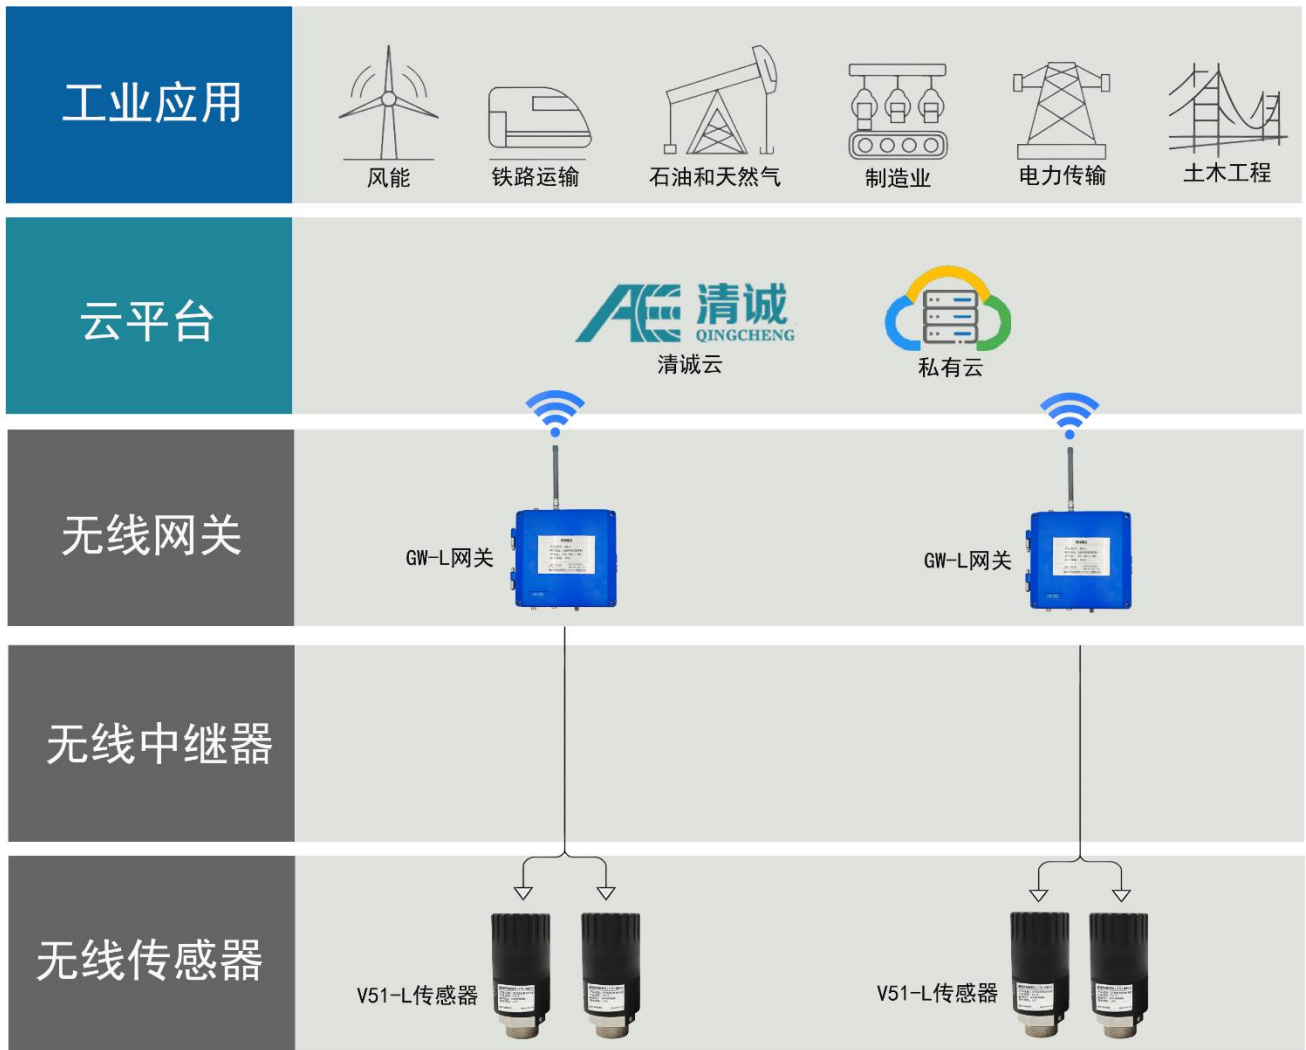 工业应用
风能
铁路运输
石油和天然气
制造业
电力传输
土木工程
云平台
清诚
QINGCHENG
清诚云
私有云
无线网关
GW-L网关
GW-L网关
无线中继器
无线传感器
V51-L传感器
V51-L传感器